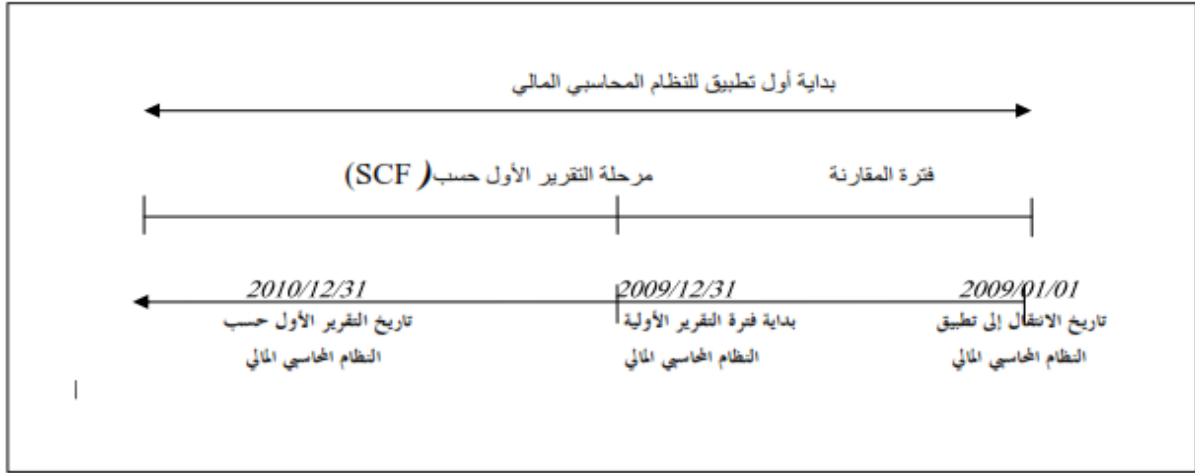 بداية أول تطبيق للنظام المحاسبي المالي
فترة المقارنة
مرحلة التقرير الأول حسب( SCF)
2009/01/01
تاريخ الانتقال إلى تطبيق
النظام المحاسبي المالي
2009/12/31
بداية فترة التقرير الأولية
النظام المحاسبي المالي
2010/12/31
تاريخ التقرير الأول حسب
النظام المحاسبي المالي